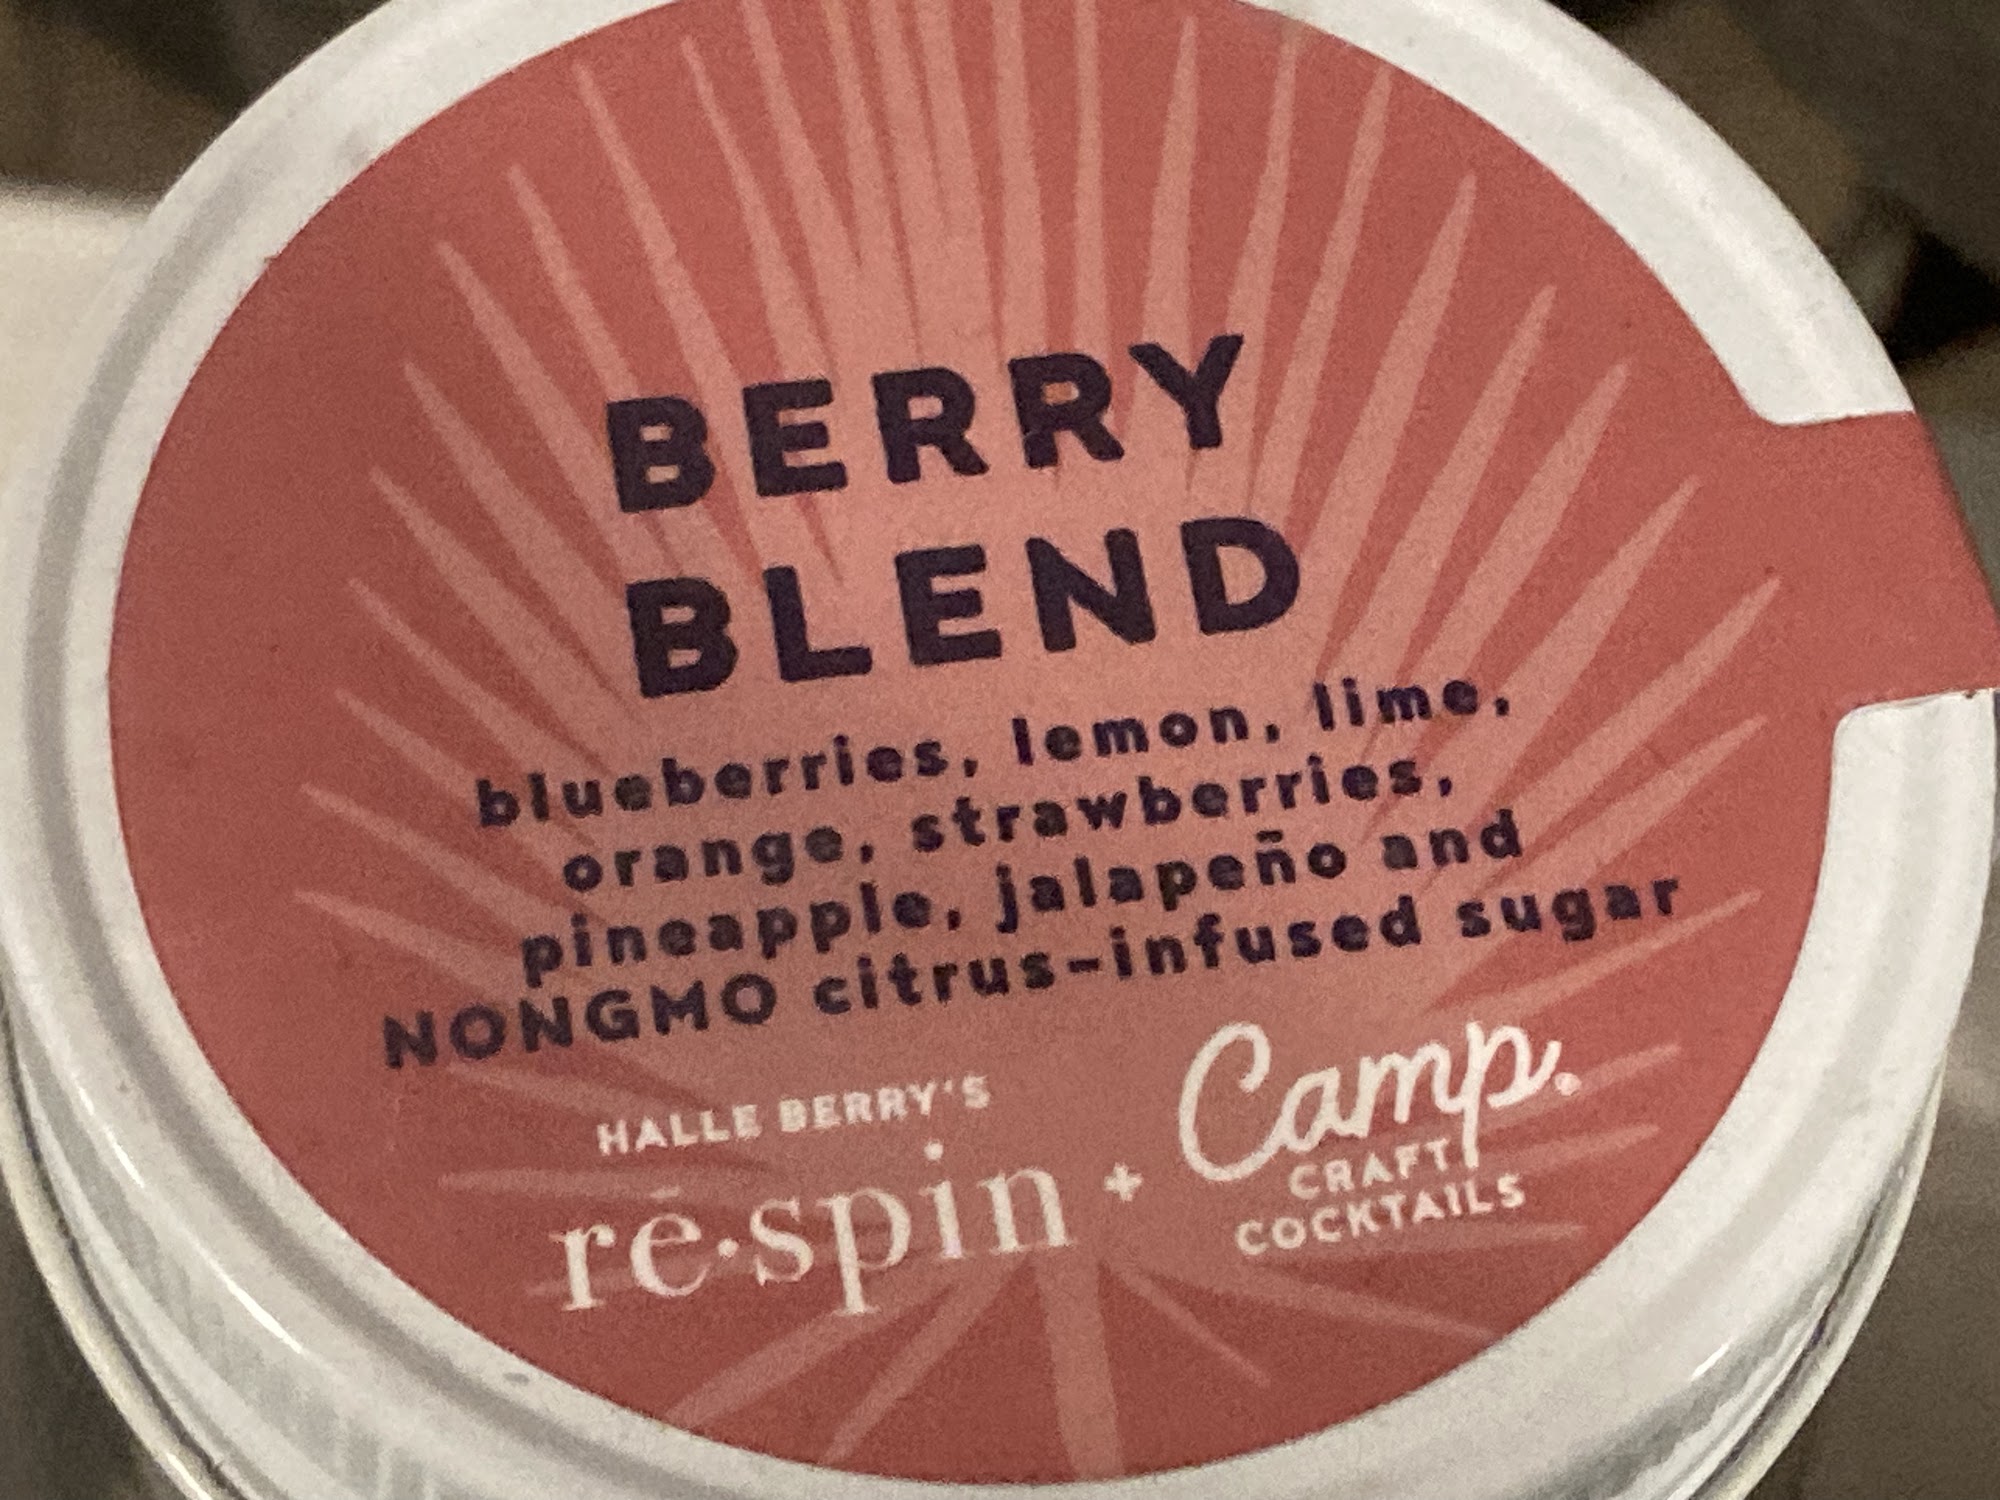 BERRY
BLEND
blueberries, lemon, lime,
orange, strawberries,
pineapple, jalapeño and
NONGMO citrus-infused sugar
HALLE BERRY'S
rē·spin + Camp.
CRAFT
COCKTAILS